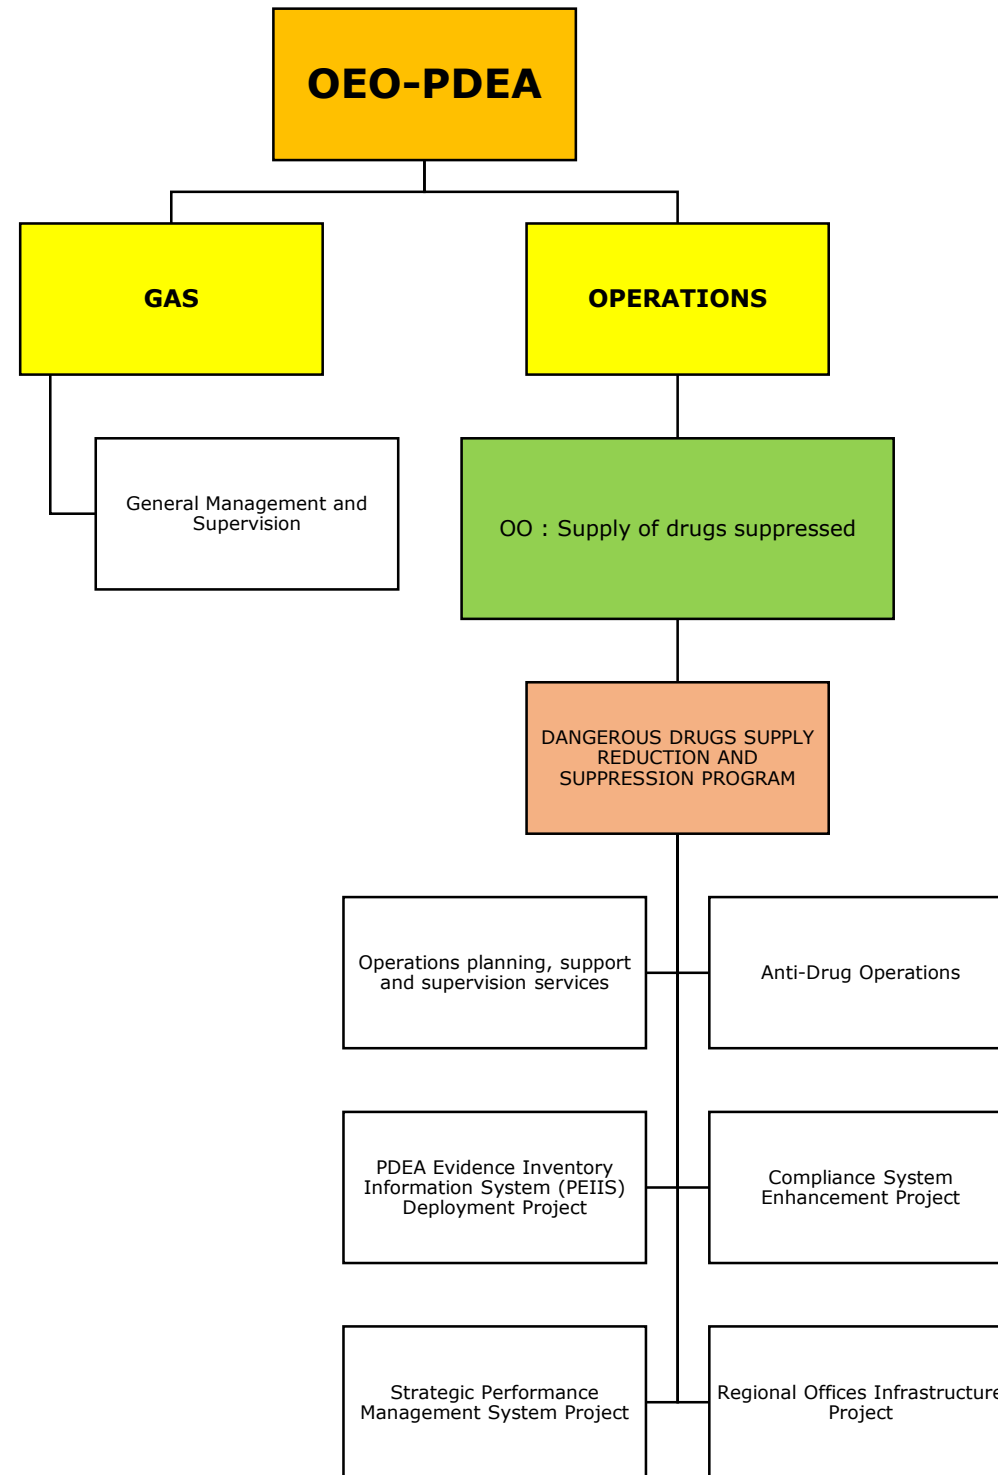 OEO-PDEA
GAS
OPERATIONS
General Management and
Supervision
OO : Supply of drugs suppressed
DANGEROUS DRUGS SUPPLY
REDUCTION AND
SUPPRESSION PROGRAM
Operations planning, support
and supervision services
Anti-Drug Operations
PDEA Evidence Inventory
Information System (PEIIS)
Deployment Project
Compliance System
Enhancement Project
Strategic Performance
Management System Project
Regional Offices Infrastructure
Project